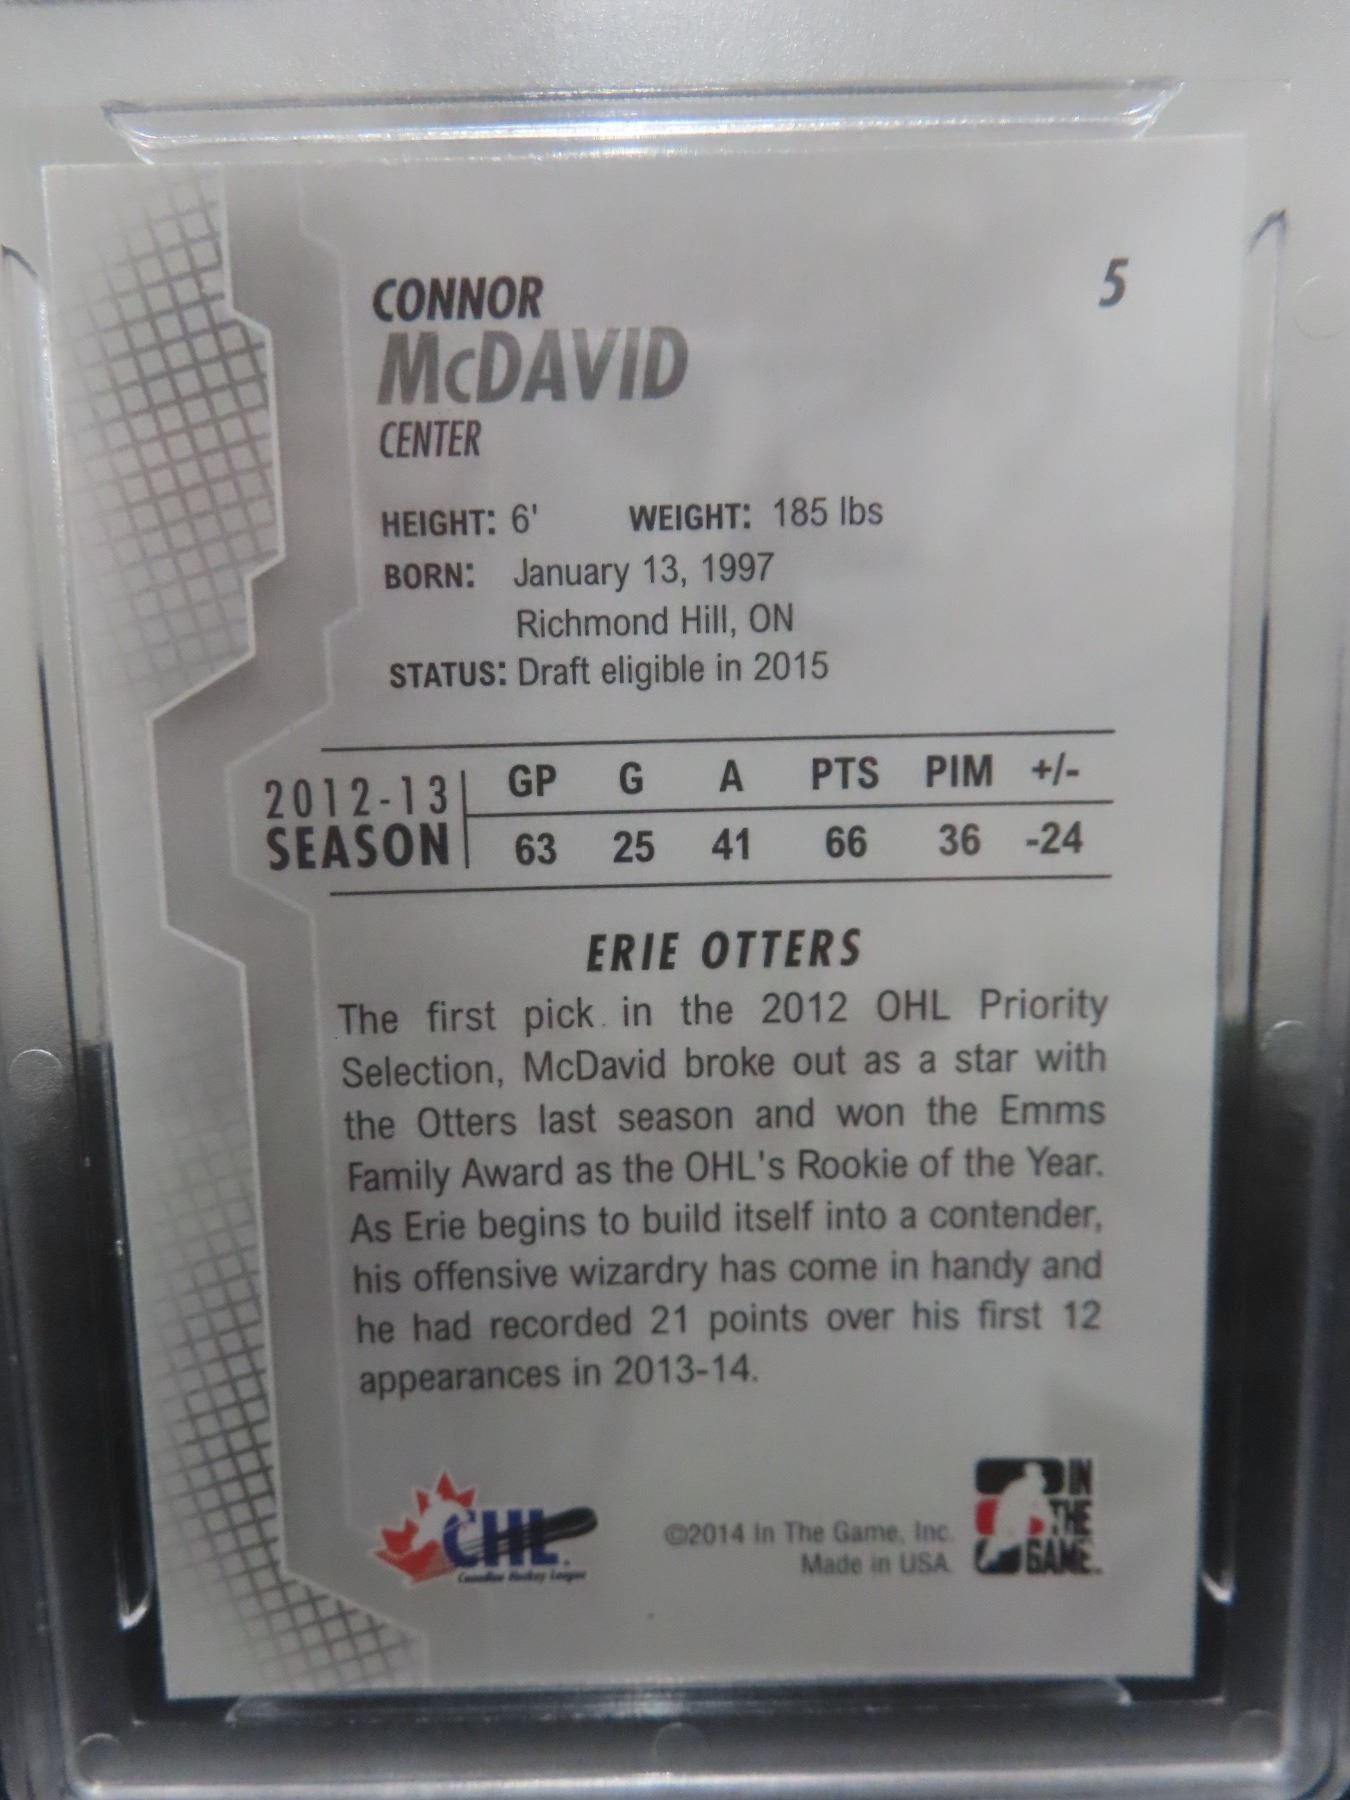 CONNOR
5
McDAVID
CENTER
HEIGHT: 6' WEIGHT: 185 lbs
BORN: January 13, 1997
Richmond Hill, ON
STATUS: Draft eligible in 2015
2012-13 GP G A PTS PIM +/-
SEASON 63 25 41 66 36 -24
ERIE OTTERS
The first pick in the 2012 OHL Priority
Selection, McDavid broke out as a star with
the Otters last season and won the Emms
Family Award as the OHL's Rookie of the Year.
As Erie begins to build itself into a contender,
his offensive wizardry has come in handy and
he had recorded 21 points over his first 12
appearances in 2013-14.
CHL
Canadian Hockey League
©2014 In The Game, Inc.
Made in USA
IN
THE
GAME.